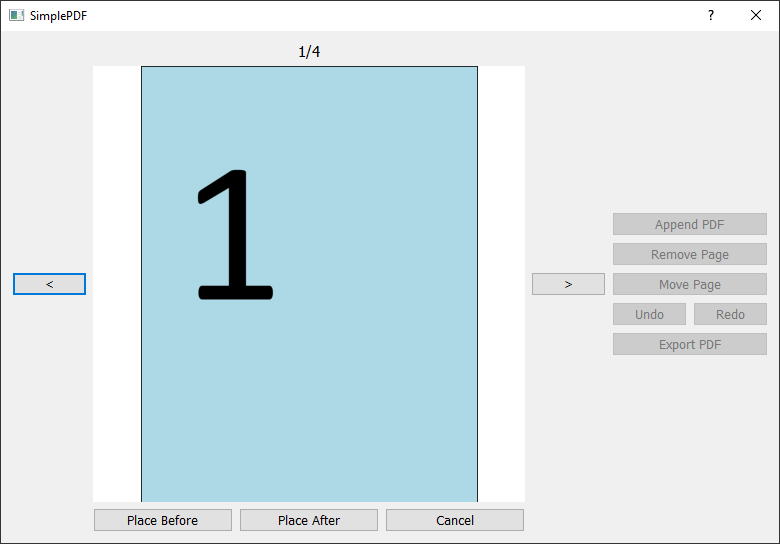 SimplePDF
?
1/4
1
<
>
Append PDF
Remove Page
Move Page
Undo Redo
Export PDF
Place Before Place After Cancel